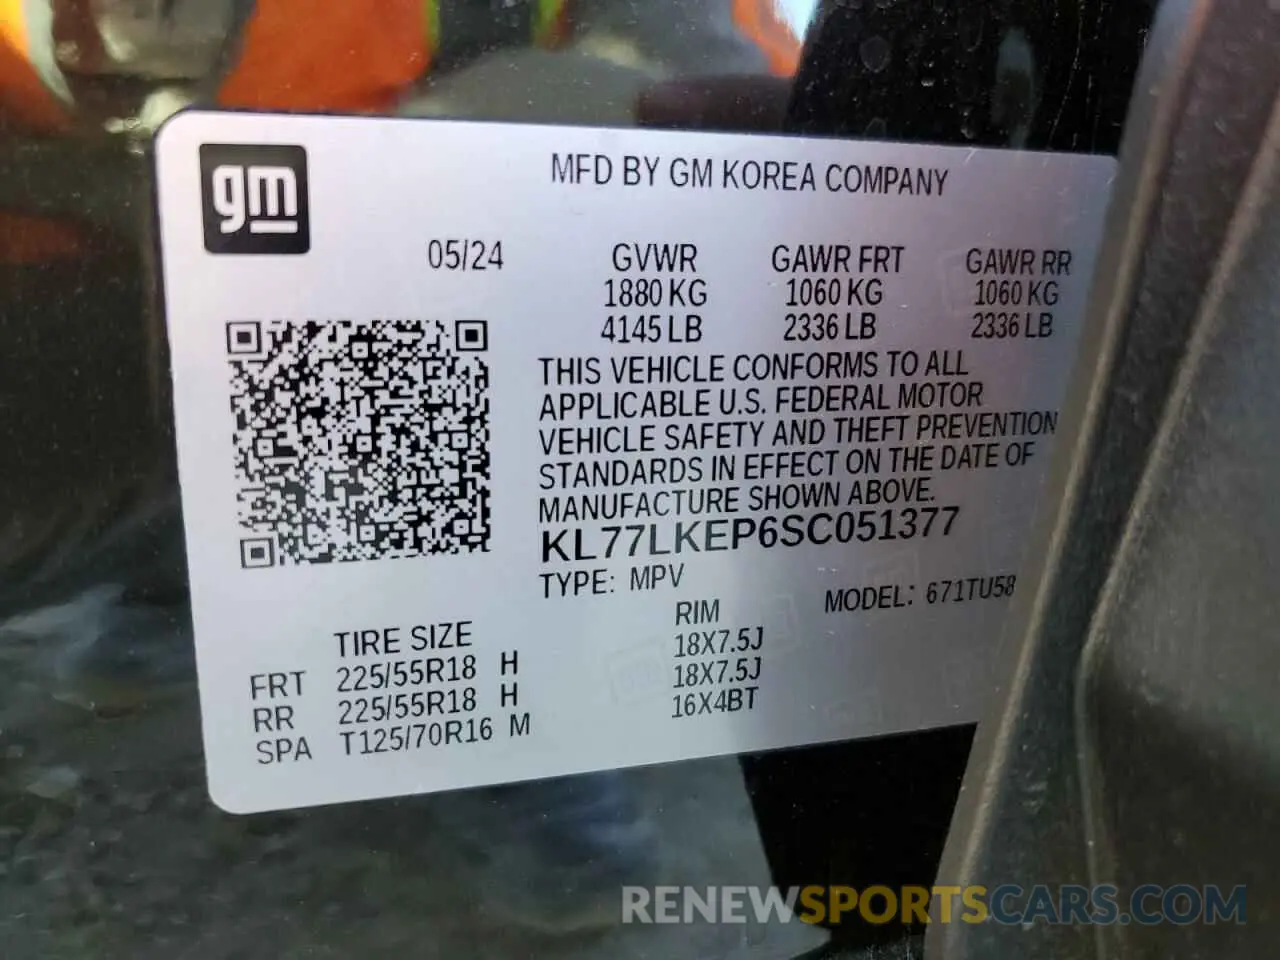 gm
MFD BY GM KOREA COMPANY
05/24 GVWR GAWR FRT GAWR RR
1880 KG 1060 KG 1060 KG
4145 LB 2336 LB 2336 LB
THIS VEHICLE CONFORMS TO ALL
APPLICABLE U.S. FEDERAL MOTOR
VEHICLE SAFETY AND THEFT PREVENTION
STANDARDS IN EFFECT ON THE DATE OF
MANUFACTURE SHOWN ABOVE.
KL77LKEP6SC051377
TYPE: MPV MODEL: 671TU58
TIRE SIZE RIM
FRT 225/55R18 H 18X7.5J
RR 225/55R18 H 18X7.5J
SPA T125/70R16 M 16X4BT
RENEWSPORTSCARS.COM